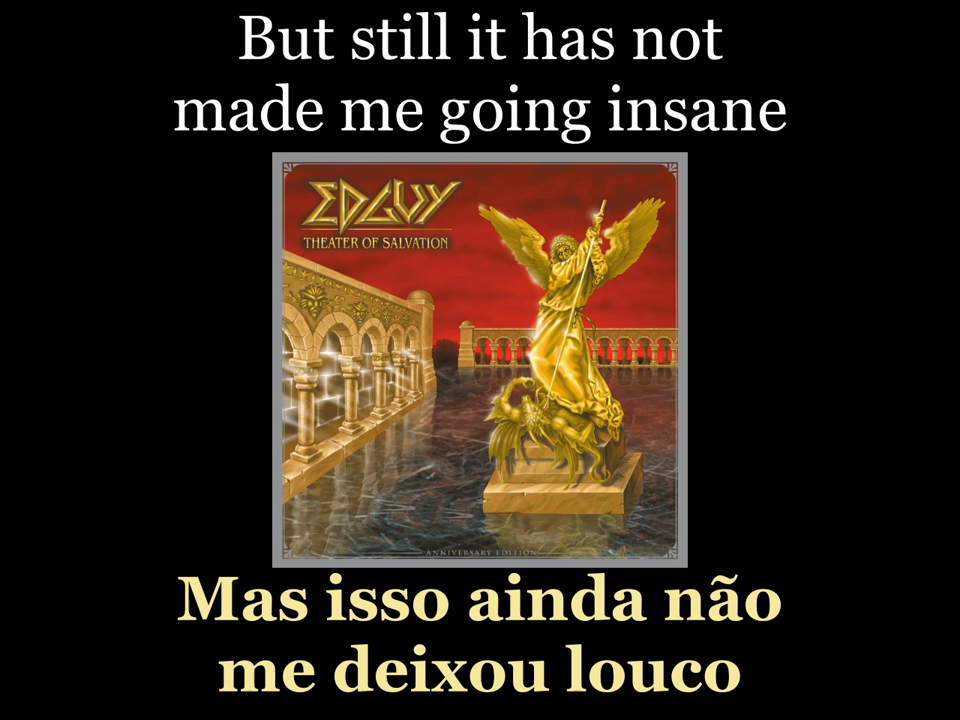 But still it has not
made me going insane
EDGUY
THEATER OF SALVATION
ANNIVERSARY EDITION
Mas isso ainda não
me deixou louco